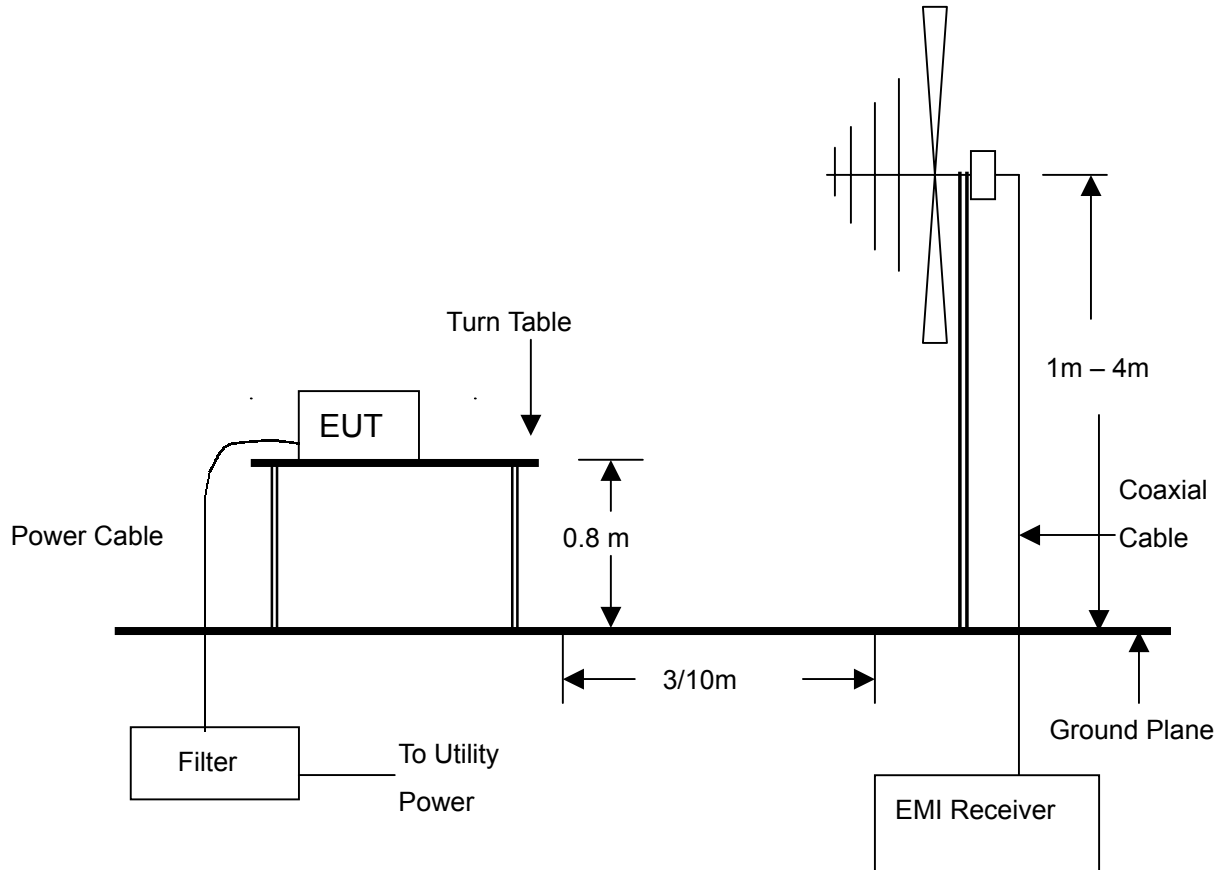 Turn Table
1m – 4m
EUT
Coaxial
Cable
Power Cable
0.8 m
3/10m
Ground Plane
Filter
To Utility
Power
EMI Receiver